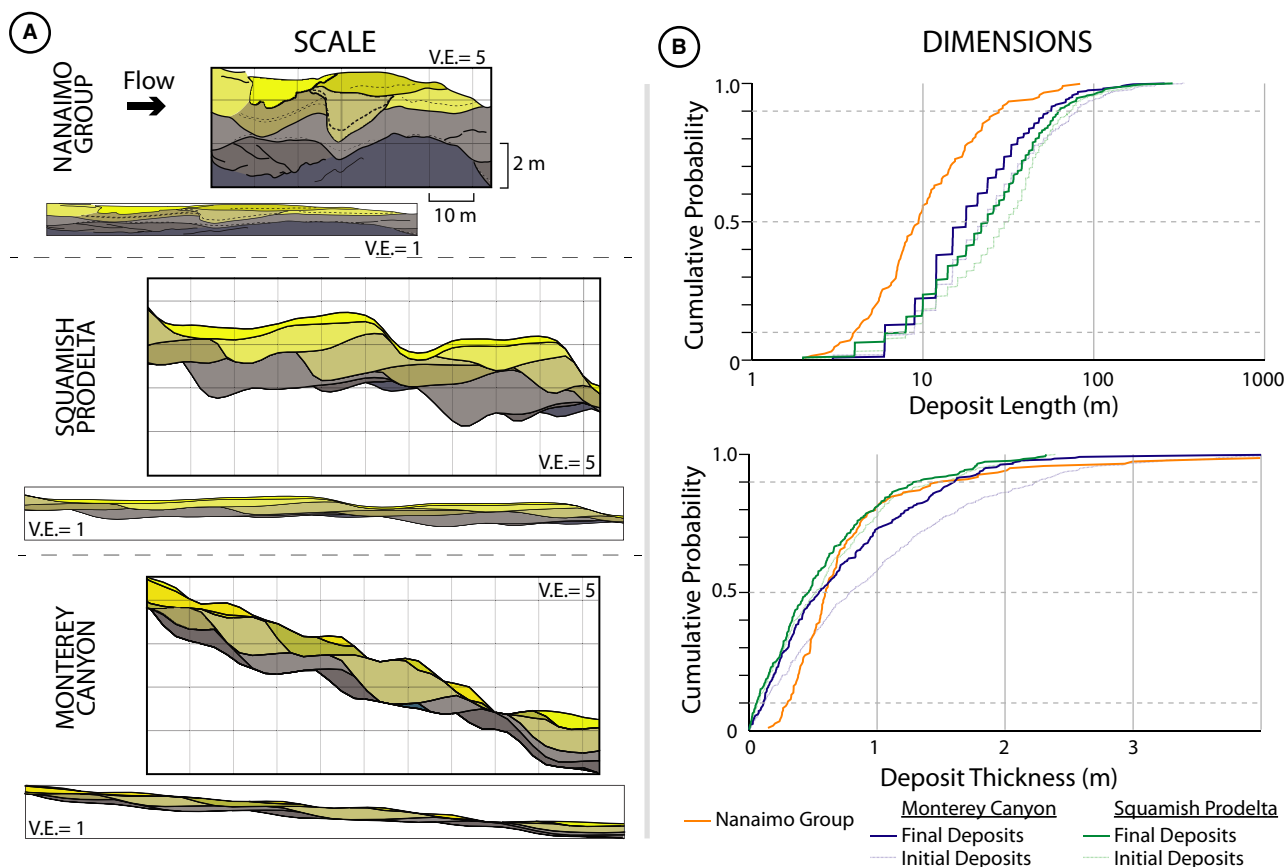 A
SCALE
V.E.= 5
NANAIMO
GROUP
Flow
2 m
10 m
V.E.= 1
SQUAMISH
PRODELTA
V.E.= 5
V.E.= 1
MONTEREY
CANYON
V.E.= 5
V.E.= 1
B
DIMENSIONS
Cumulative Probability
1.0
0.5
0
1
10
100
1000
Deposit Length (m)
Cumulative Probability
1.0
0.5
0
0
1
2
3
Deposit Thickness (m)
Nanaimo Group
Monterey Canyon
Final Deposits
Initial Deposits
Squamish Prodelta
Final Deposits
Initial Deposits